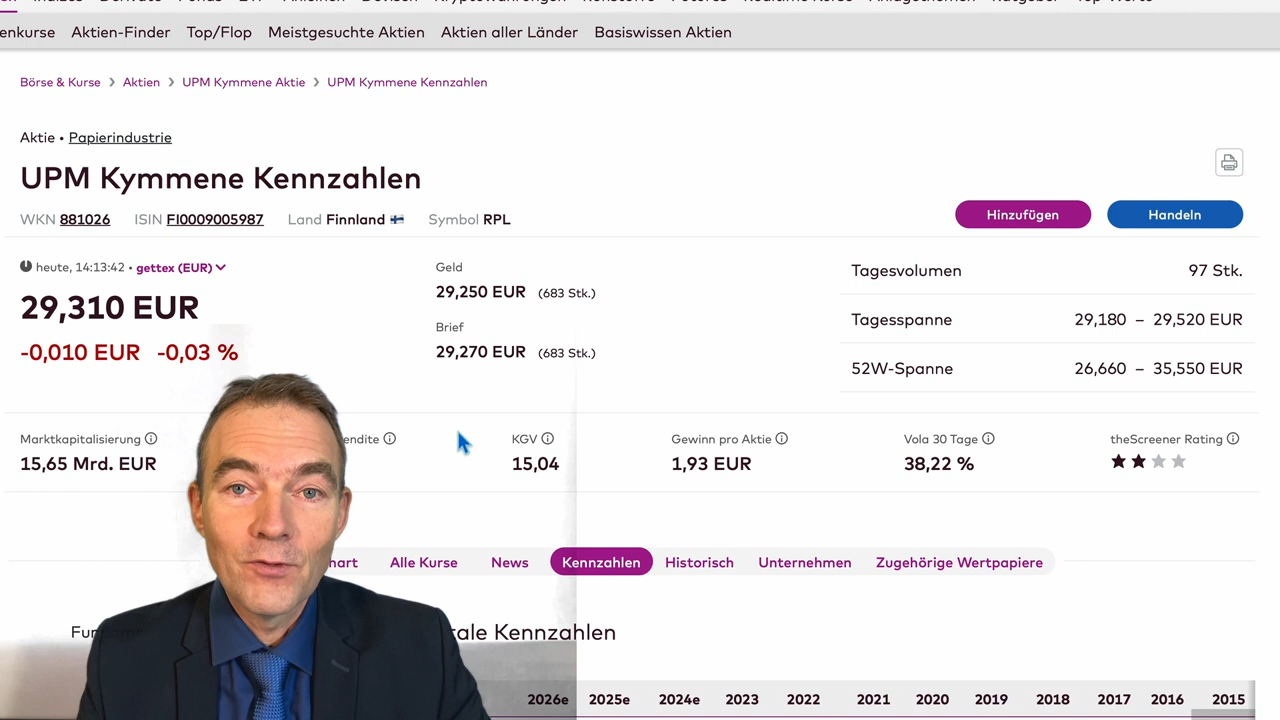 enkurse Aktien-Finder Top/Flop Meistgesuchte Aktien Aktien aller Länder Basiswissen Aktien
Börse & Kurse Aktien UPM Kymmene Aktie UPM Kymmene Kennzahlen
Aktie • Papierindustrie
UPM Kymmene Kennzahlen
WKN 881026 ISIN FI0009005987 Land Finnland Symbol RPL
Hinzufügen Handeln
heute, 14:13:42 • gettex (EUR)
29,310 EUR
-0,010 EUR -0,03 %
Geld
29,250 EUR (683 Stk.)
Brief
29,270 EUR (683 Stk.)
Tagesvolumen 97 Stk.
Tagesspanne 29,180 – 29,520 EUR
52W-Spanne 26,660 – 35,550 EUR
Marktkapitalisierung endite KGV Gewinn pro Aktie Vola 30 Tage theScreener Rating
15,65 Mrd. EUR 15,04 1,93 EUR 38,22 %
hart Alle Kurse News Kennzahlen Historisch Unternehmen Zugehörige Wertpapiere
tale Kennzahlen
2026e 2025e 2024e 2023 2022 2021 2020 2019 2018 2017 2016 2015